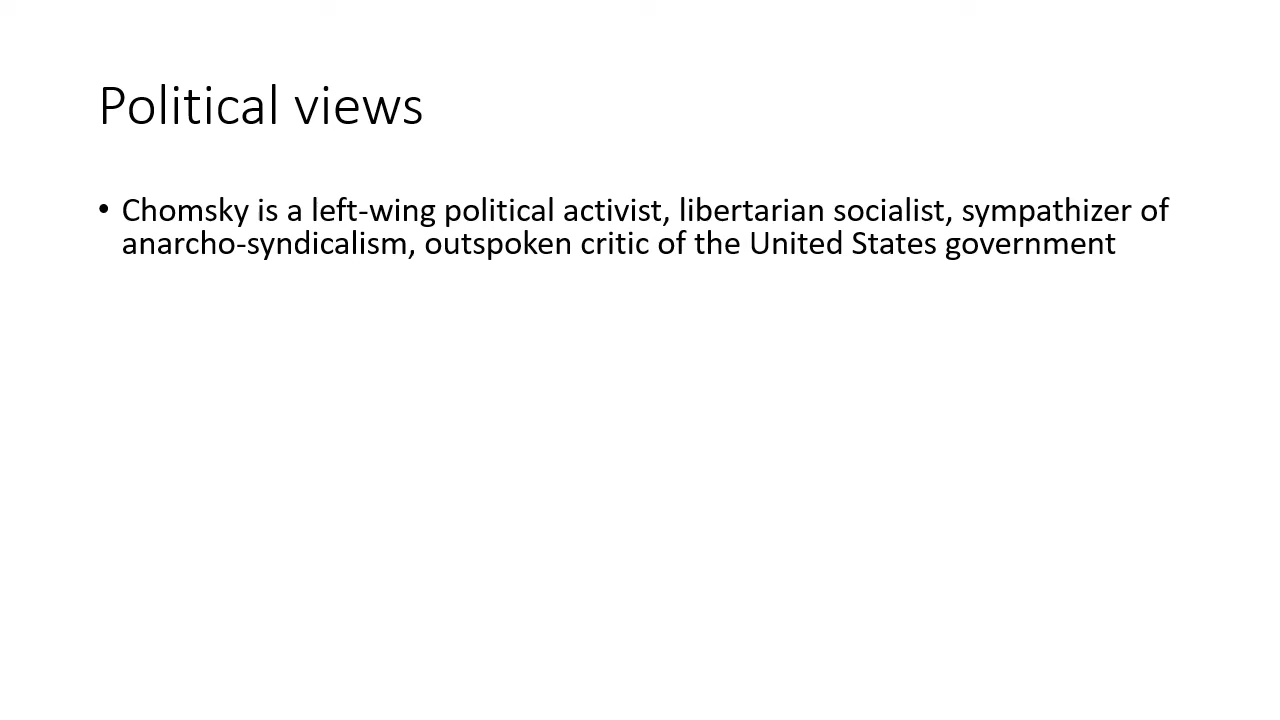 Political views
• Chomsky is a left-wing political activist, libertarian socialist, sympathizer of
anarcho-syndicalism, outspoken critic of the United States government